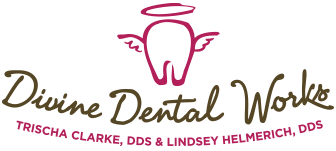 Divine Dental Works
TRISCHA CLARKE, DDS & LINDSEY HELMERICH, DDS